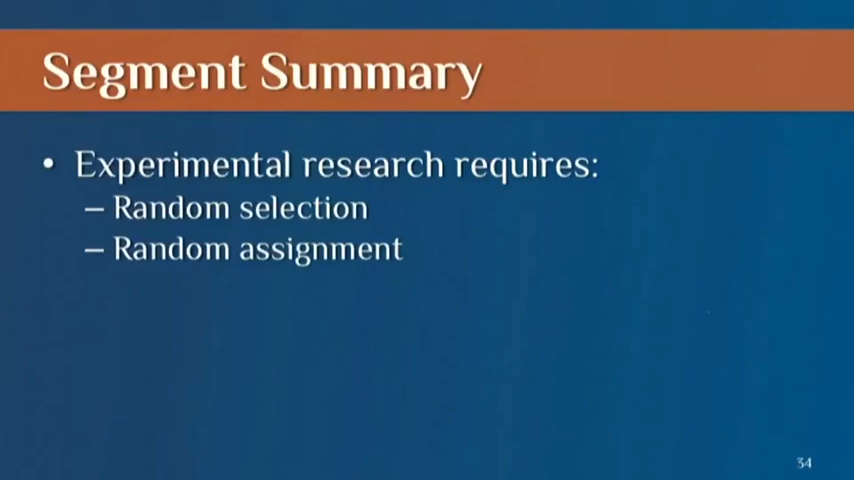 Segment Summary
• Experimental research requires:
– Random selection
– Random assignment
34